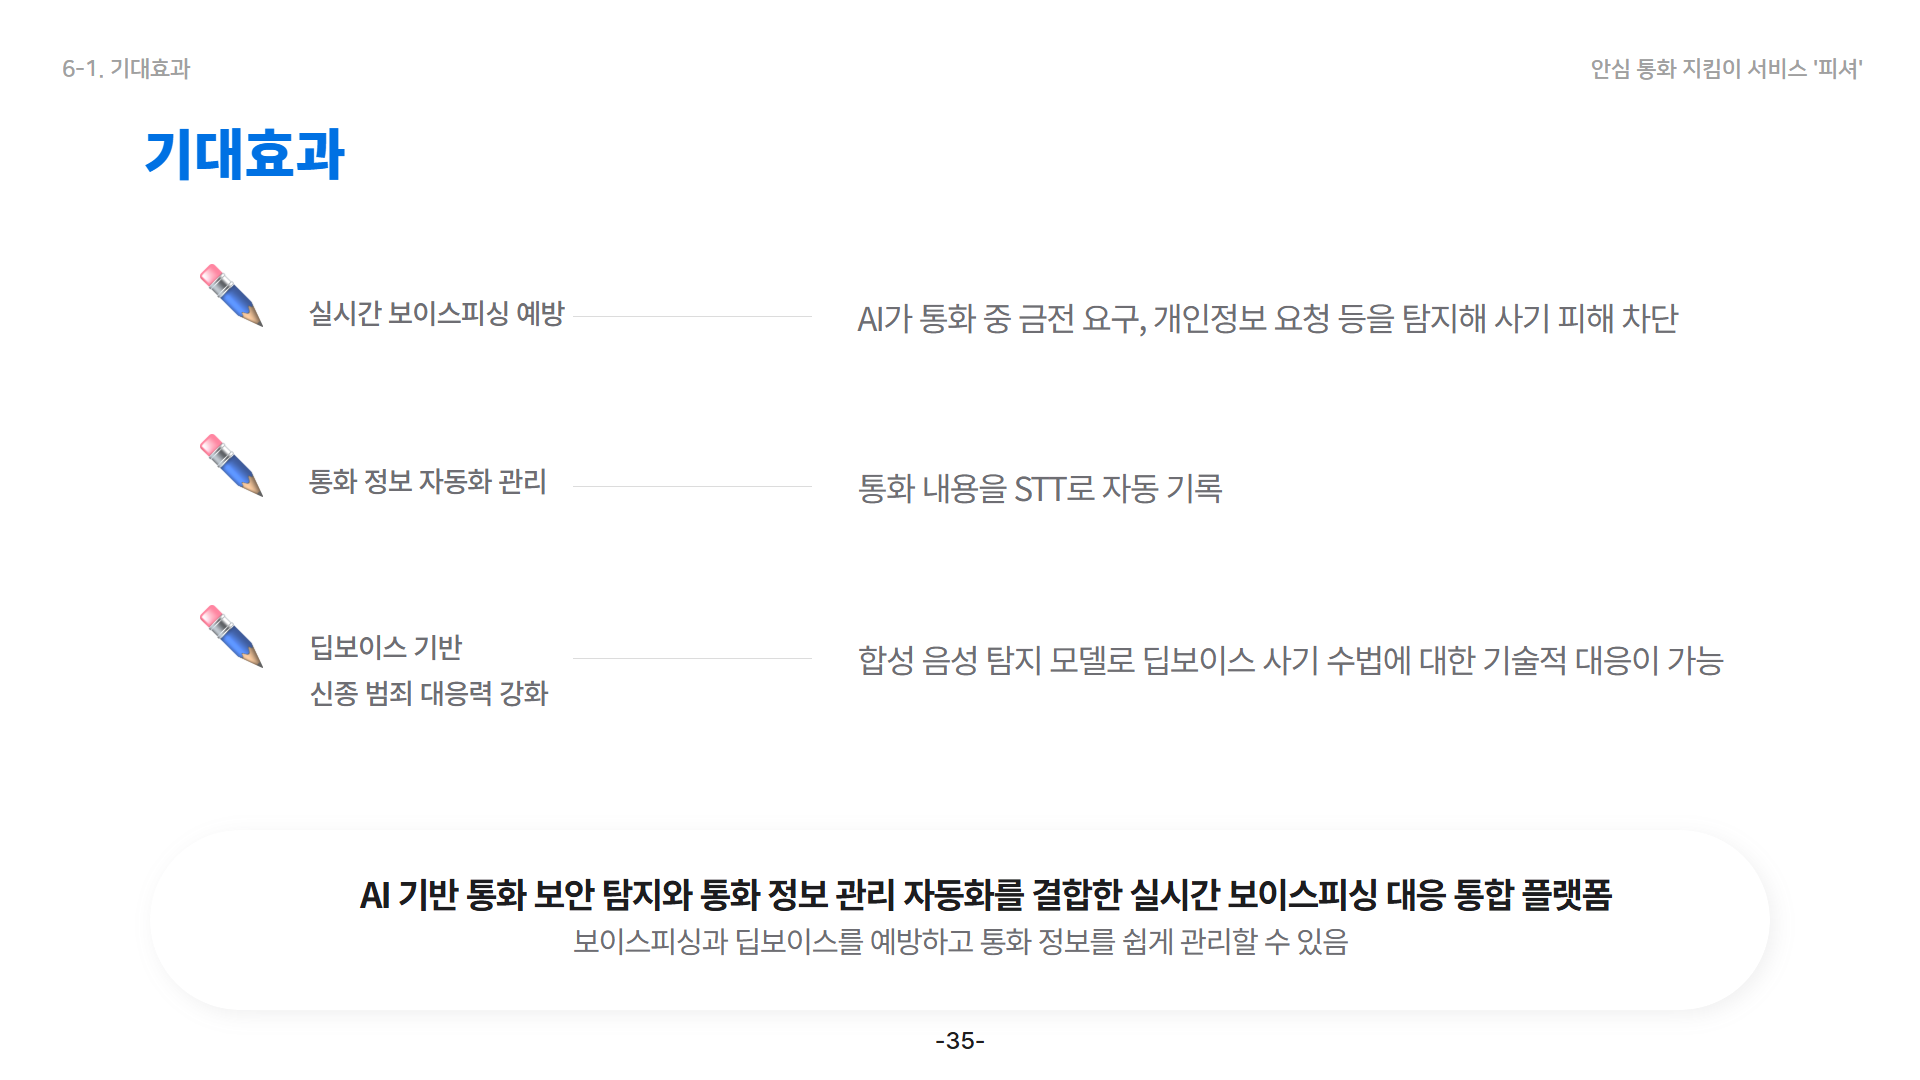 6-1. 기대효과
안심 통화 지킴이 서비스 '피셔'
기대효과
실시간 보이스피싱 예방
AI가 통화 중 금전 요구, 개인정보 요청 등을 탐지해 사기 피해 차단
통화 정보 자동화 관리
통화 내용을 STT로 자동 기록
딥보이스 기반
신종 범죄 대응력 강화
합성 음성 탐지 모델로 딥보이스 사기 수법에 대한 기술적 대응이 가능
AI 기반 통화 보안 탐지와 통화 정보 관리 자동화를 결합한 실시간 보이스피싱 대응 통합 플랫폼
보이스피싱과 딥보이스를 예방하고 통화 정보를 쉽게 관리할 수 있음
-35-